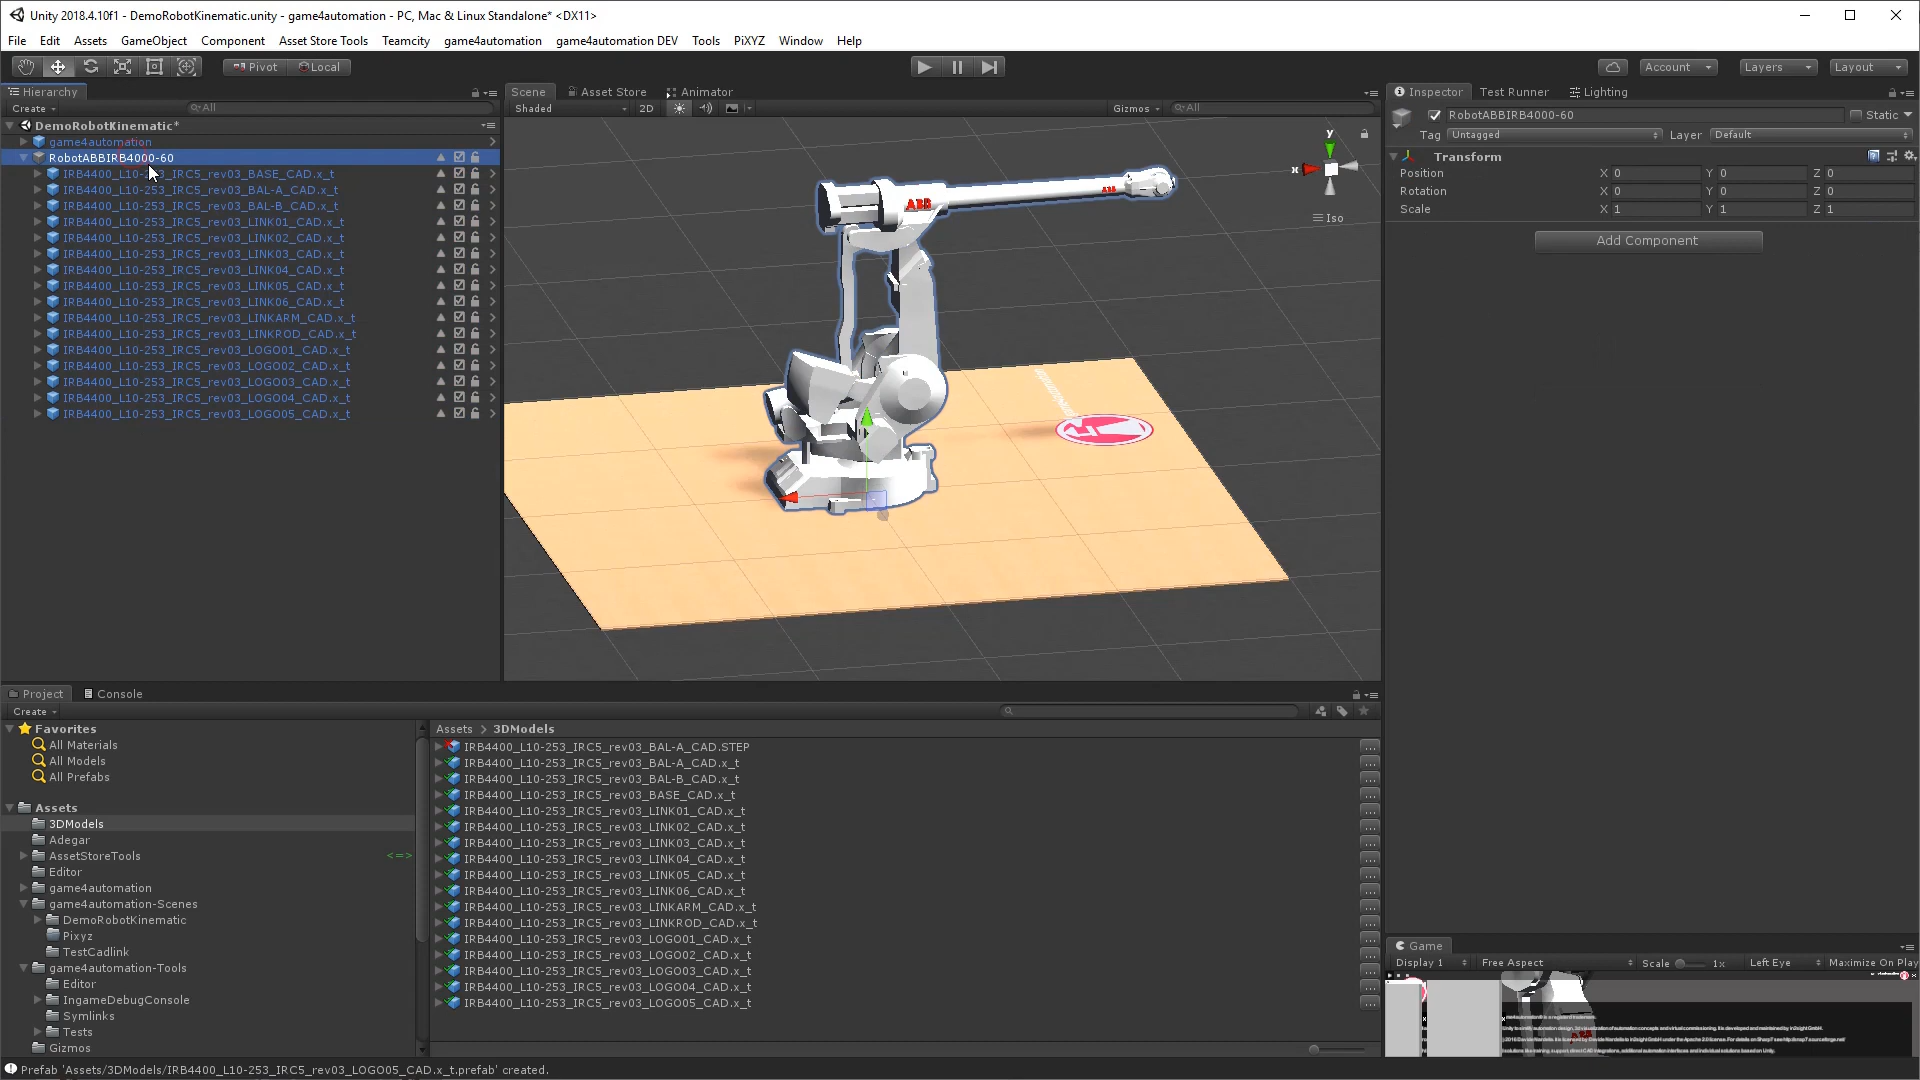 Unity 2018.4.10f1 - DemoRobotKinematic.unity - game4automation - PC, Mac & Linux Standalone* <DX11>
File Edit Assets GameObject Component Asset Store Tools Teamcity game4automation game4automation DEV Tools PiXYZ Window Help
Pivot Local Account Layers Layout
Hierarchy
Create All
DemoRobotKinematic*
game4automation
RobotABBIRB4000-60
IRB4400_L10-253_IRC5_rev03_BASE_CAD.x_t
IRB4400_L10-253_IRC5_rev03_BAL-A_CAD.x_t
IRB4400_L10-253_IRC5_rev03_BAL-B_CAD.x_t
IRB4400_L10-253_IRC5_rev03_LINK01_CAD.x_t
IRB4400_L10-253_IRC5_rev03_LINK02_CAD.x_t
IRB4400_L10-253_IRC5_rev03_LINK03_CAD.x_t
IRB4400_L10-253_IRC5_rev03_LINK04_CAD.x_t
IRB4400_L10-253_IRC5_rev03_LINK05_CAD.x_t
IRB4400_L10-253_IRC5_rev03_LINK06_CAD.x_t
IRB4400_L10-253_IRC5_rev03_LINKARM_CAD.x_t
IRB4400_L10-253_IRC5_rev03_LINKROD_CAD.x_t
IRB4400_L10-253_IRC5_rev03_LOGO01_CAD.x_t
IRB4400_L10-253_IRC5_rev03_LOGO02_CAD.x_t
IRB4400_L10-253_IRC5_rev03_LOGO03_CAD.x_t
IRB4400_L10-253_IRC5_rev03_LOGO04_CAD.x_t
IRB4400_L10-253_IRC5_rev03_LOGO05_CAD.x_t
Scene Asset Store Animator
Shaded 2D Gizmos All
y
x
Iso
ABB
ABB
Inspector Test Runner Lighting
RobotABBIRB4000-60 Static
Tag Untagged Layer Default
Transform
Position X 0 Y 0 Z 0
Rotation X 0 Y 0 Z 0
Scale X 1 Y 1 Z 1
Add Component
Project Console
Create
Favorites
All Materials
All Models
All Prefabs
Assets
3DModels
Adegar
AssetStoreTools <=>
Editor
game4automation
game4automation-Scenes
DemoRobotKinematic
Pixyz
TestCadlink
game4automation-Tools
Editor
IngameDebugConsole
Symlinks
Tests
Gizmos
Assets > 3DModels
IRB4400_L10-253_IRC5_rev03_BAL-A_CAD.STEP
IRB4400_L10-253_IRC5_rev03_BAL-A_CAD.x_t
IRB4400_L10-253_IRC5_rev03_BAL-B_CAD.x_t
IRB4400_L10-253_IRC5_rev03_BASE_CAD.x_t
IRB4400_L10-253_IRC5_rev03_LINK01_CAD.x_t
IRB4400_L10-253_IRC5_rev03_LINK02_CAD.x_t
IRB4400_L10-253_IRC5_rev03_LINK03_CAD.x_t
IRB4400_L10-253_IRC5_rev03_LINK04_CAD.x_t
IRB4400_L10-253_IRC5_rev03_LINK05_CAD.x_t
IRB4400_L10-253_IRC5_rev03_LINK06_CAD.x_t
IRB4400_L10-253_IRC5_rev03_LINKARM_CAD.x_t
IRB4400_L10-253_IRC5_rev03_LINKROD_CAD.x_t
IRB4400_L10-253_IRC5_rev03_LOGO01_CAD.x_t
IRB4400_L10-253_IRC5_rev03_LOGO02_CAD.x_t
IRB4400_L10-253_IRC5_rev03_LOGO03_CAD.x_t
IRB4400_L10-253_IRC5_rev03_LOGO04_CAD.x_t
IRB4400_L10-253_IRC5_rev03_LOGO05_CAD.x_t
Game
Display 1 Free Aspect Scale 1x Left Eye Maximize On Play
Prefab 'Assets/3DModels/IRB4400_L10-253_IRC5_rev03_LOGO05_CAD.x_t.prefab' created.